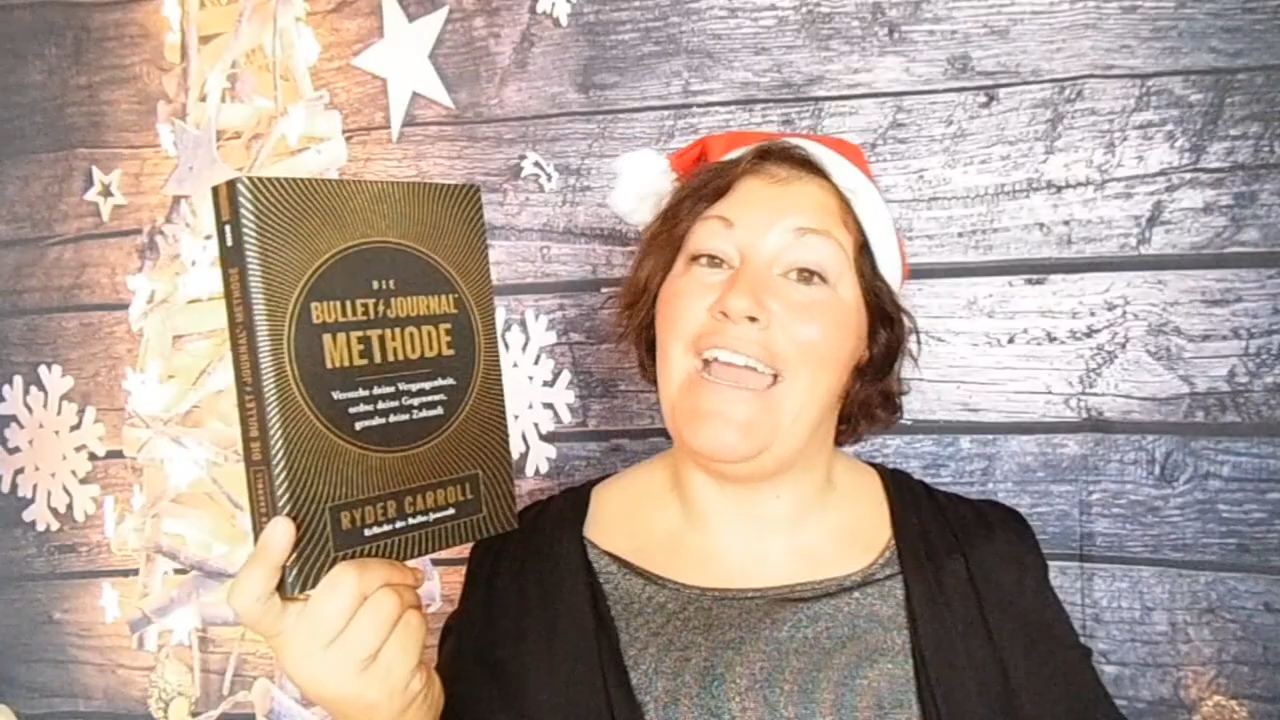 DIE
BULLET JOURNAL™
METHODE
Verstehe deine Vergangenheit,
ordne deine Gegenwart,
gestalte deine Zukunft
RYDER CARROLL
Erfinder des Bullet Journals
DIE BULLET JOURNAL METHODE